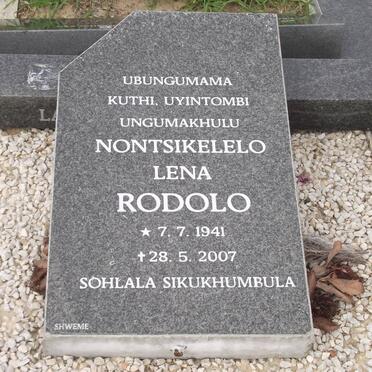 UBUNGUMAMA
KUTHI, UYINTOMBI
UNGUMAKHULU
NONTSIKELELO
LENA
RODOLO
★ 7. 7. 1941
✝ 28. 5. 2007
SOHLALA SIKUKHUMBULA
SHWEME